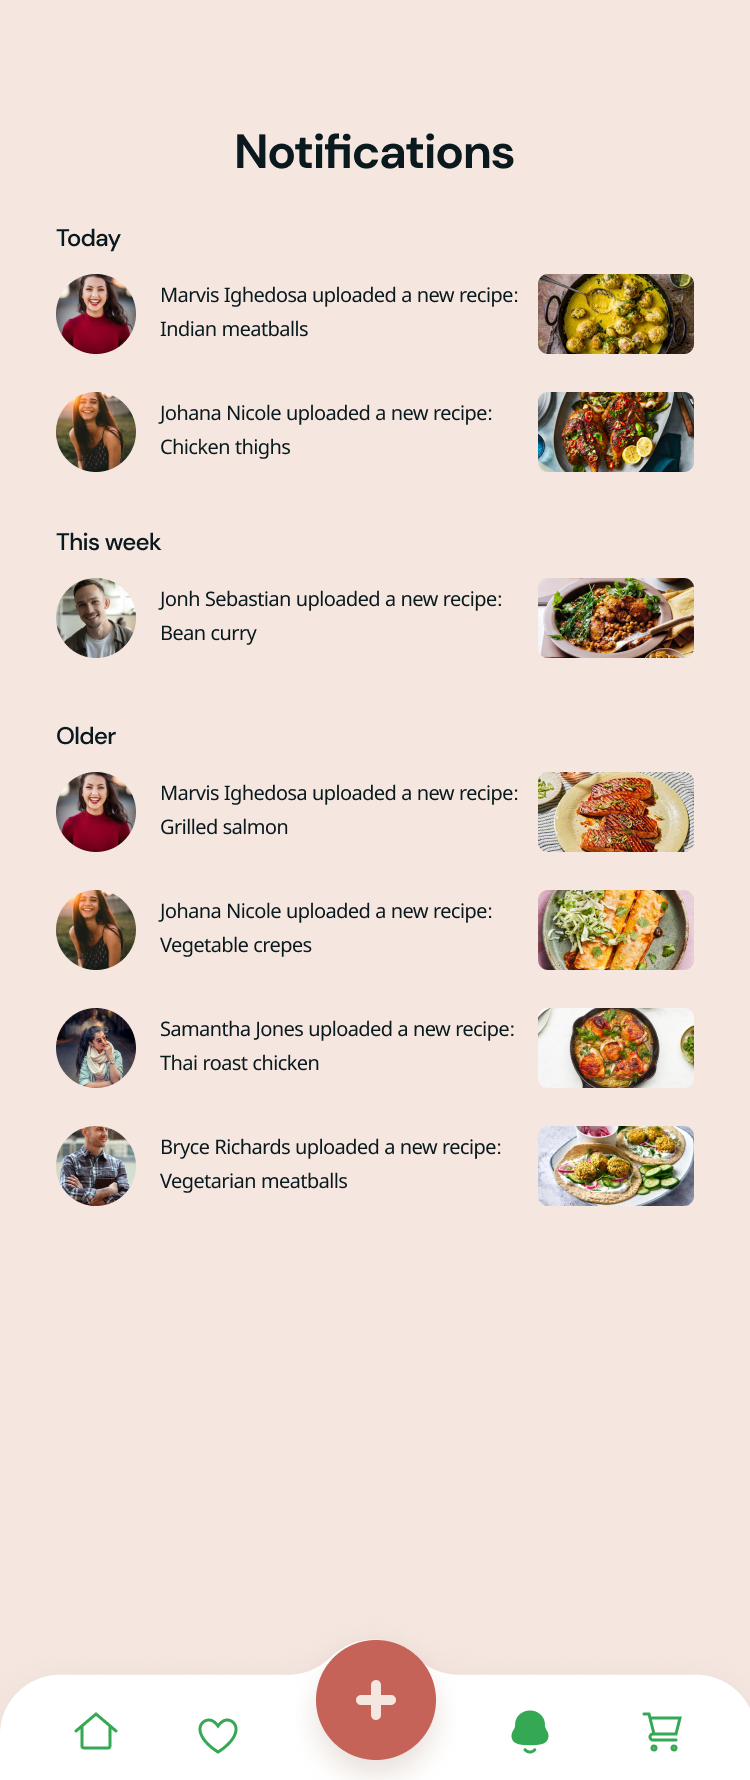 Notifications
Today
Marvis Ighedosa uploaded a new recipe:
Indian meatballs
Johana Nicole uploaded a new recipe:
Chicken thighs
This week
Jonh Sebastian uploaded a new recipe:
Bean curry
Older
Marvis Ighedosa uploaded a new recipe:
Grilled salmon
Johana Nicole uploaded a new recipe:
Vegetable crepes
Samantha Jones uploaded a new recipe:
Thai roast chicken
Bryce Richards uploaded a new recipe:
Vegetarian meatballs